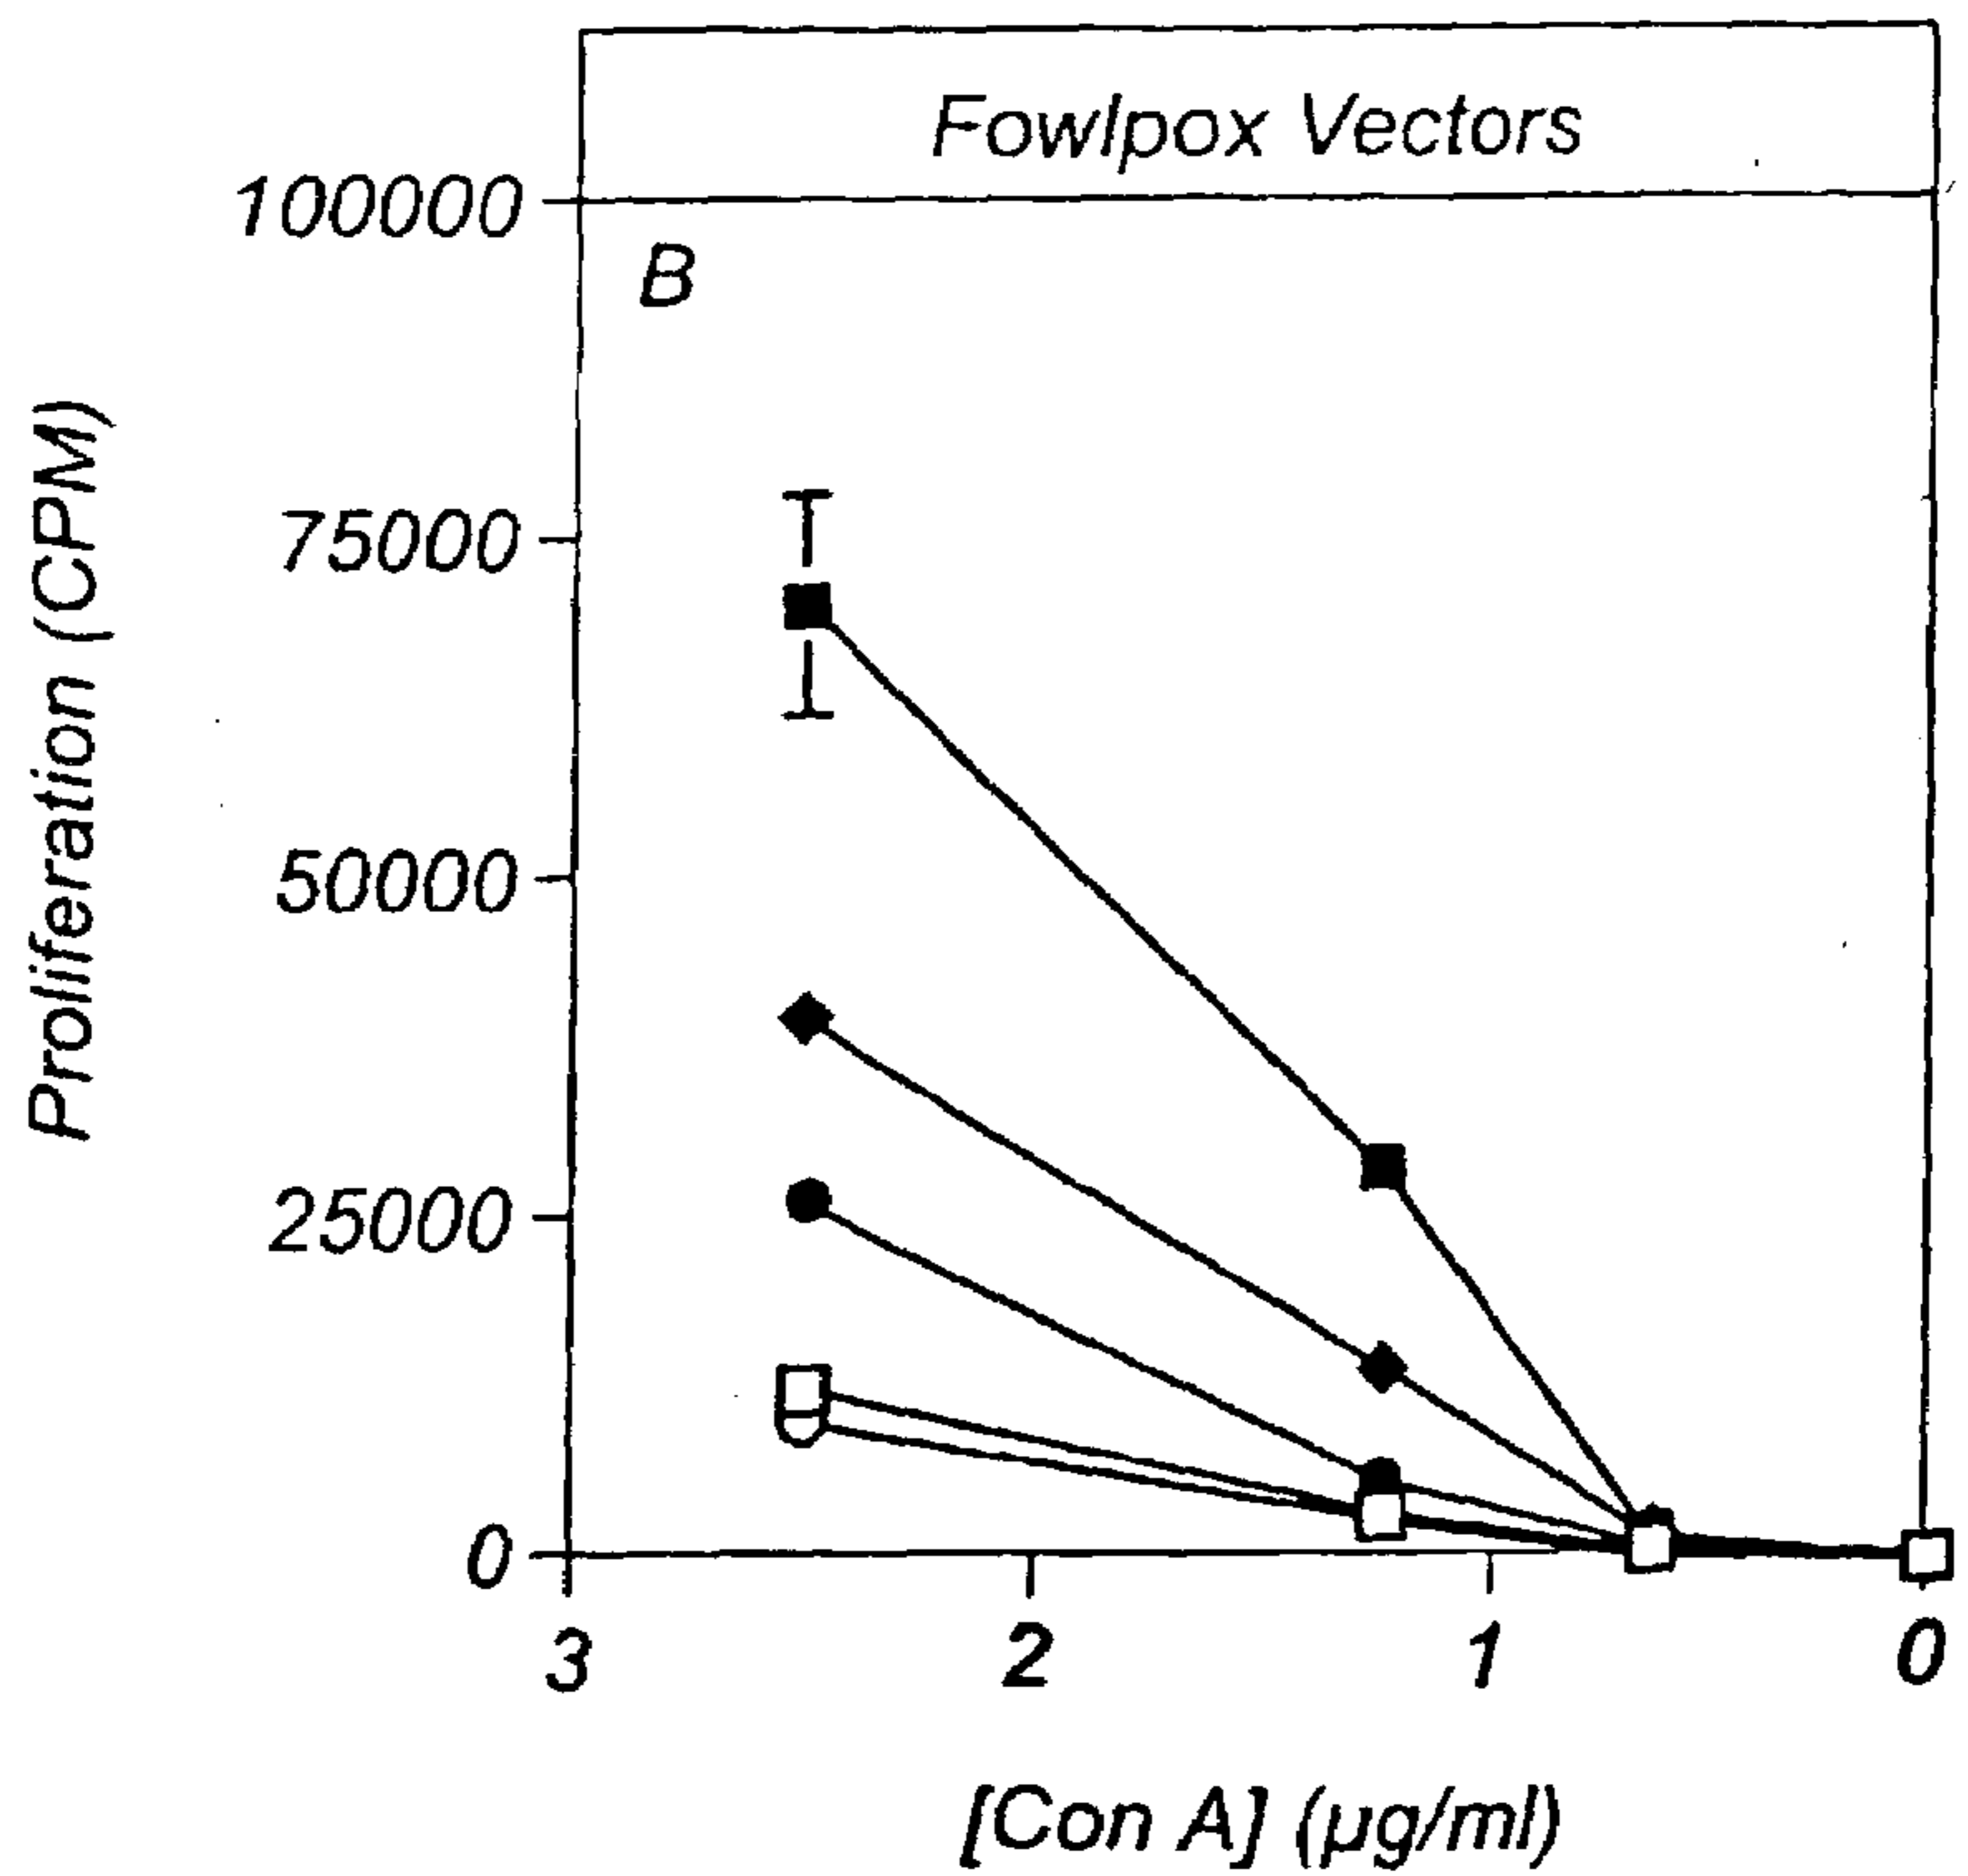 Fowlpox Vectors
100000
B
75000
50000
25000
0
Proliferation (CPM)
3 2 1 0
[Con A] (µg/ml)